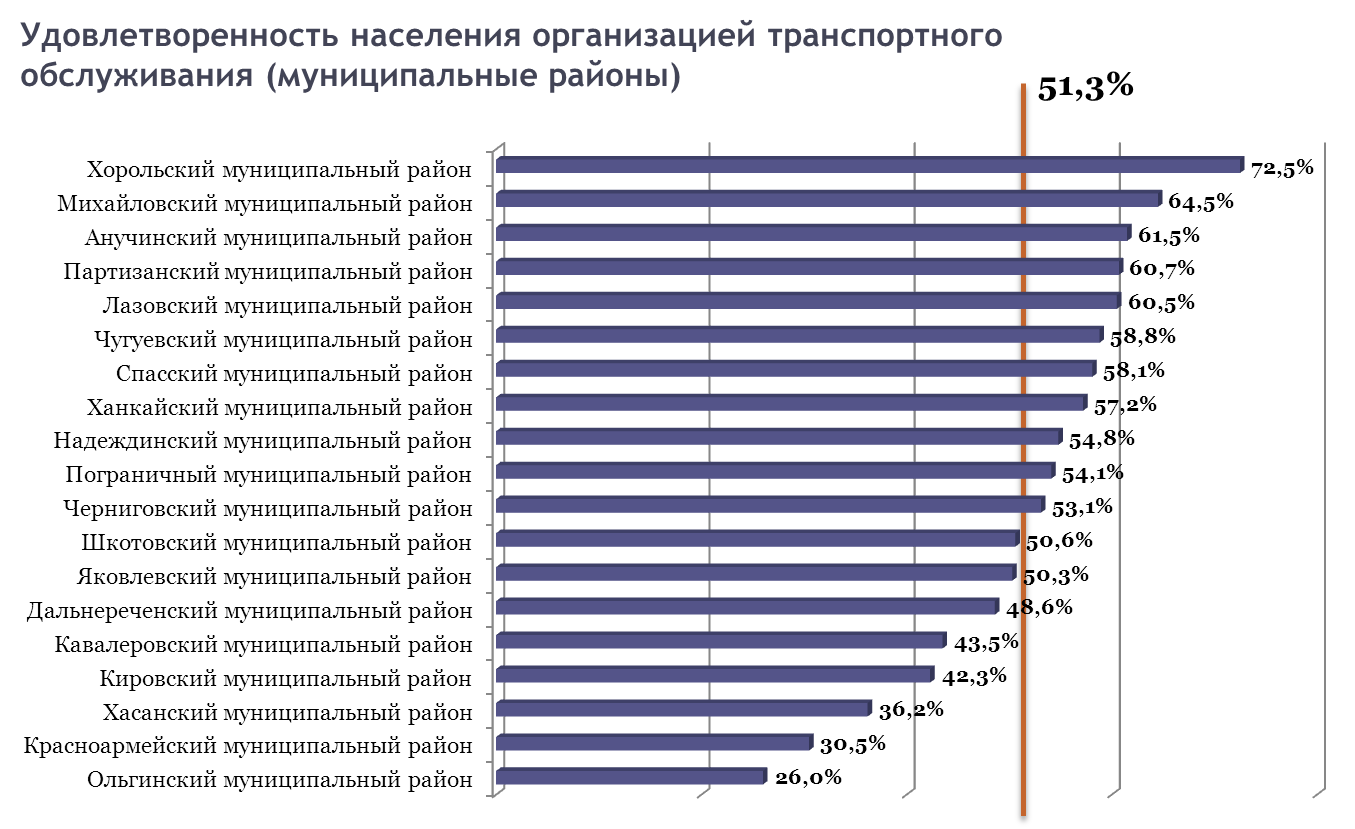 Удовлетворенность населения организацией транспортного
обслуживания (муниципальные районы)
51,3%
Хорольский муниципальный район 72,5%
Михайловский муниципальный район 64,5%
Анучинский муниципальный район 61,5%
Партизанский муниципальный район 60,7%
Лазовский муниципальный район 60,5%
Чугуевский муниципальный район 58,8%
Спасский муниципальный район 58,1%
Ханкайский муниципальный район 57,2%
Надеждинский муниципальный район 54,8%
Пограничный муниципальный район 54,1%
Черниговский муниципальный район 53,1%
Шкотовский муниципальный район 50,6%
Яковлевский муниципальный район 50,3%
Дальнереченский муниципальный район 48,6%
Кавалеровский муниципальный район 43,5%
Кировский муниципальный район 42,3%
Хасанский муниципальный район 36,2%
Красноармейский муниципальный район 30,5%
Ольгинский муниципальный район 26,0%